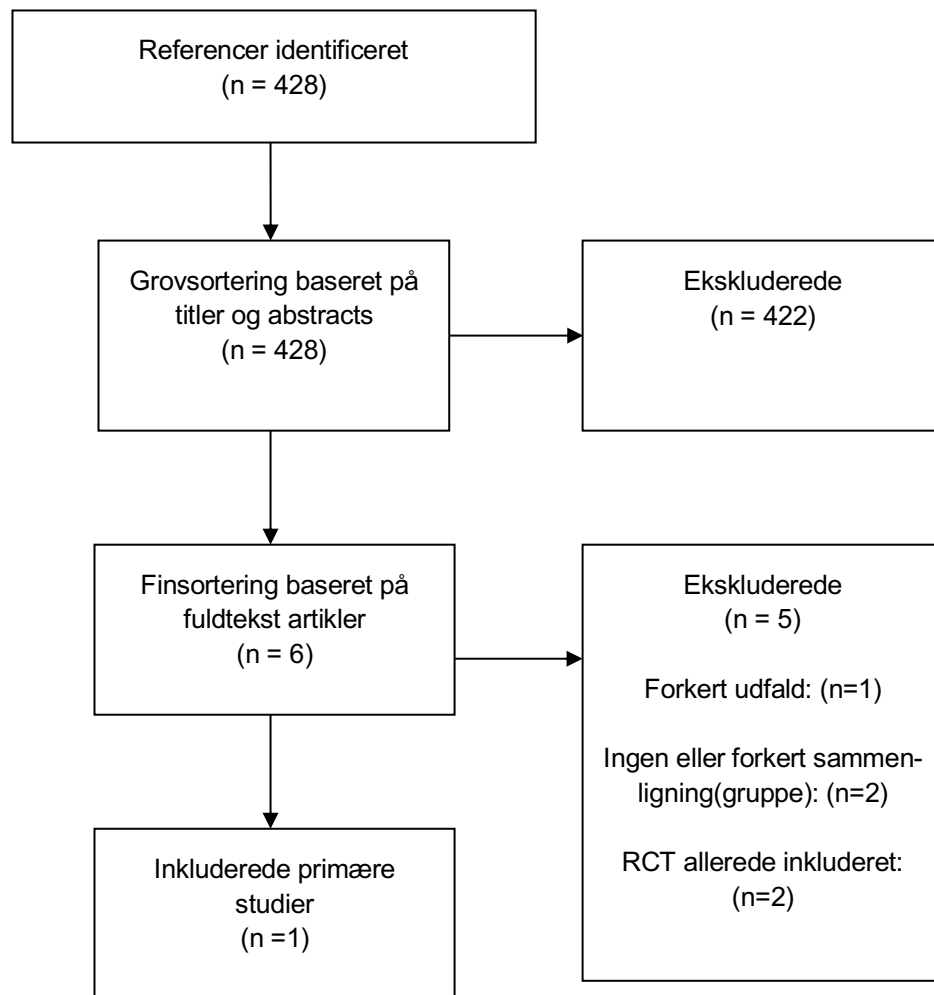 Referencer identificeret
(n = 428)
Grovsortering baseret på
titler og abstracts
(n = 428)
Ekskluderede
(n = 422)
Finsortering baseret på
fuldtekst artikler
(n = 6)
Ekskluderede
(n = 5)
Forkert udfald: (n=1)
Ingen eller forkert sammen-
ligning(gruppe): (n=2)
RCT allerede inkluderet:
(n=2)
Inkluderede primære
studier
(n =1)